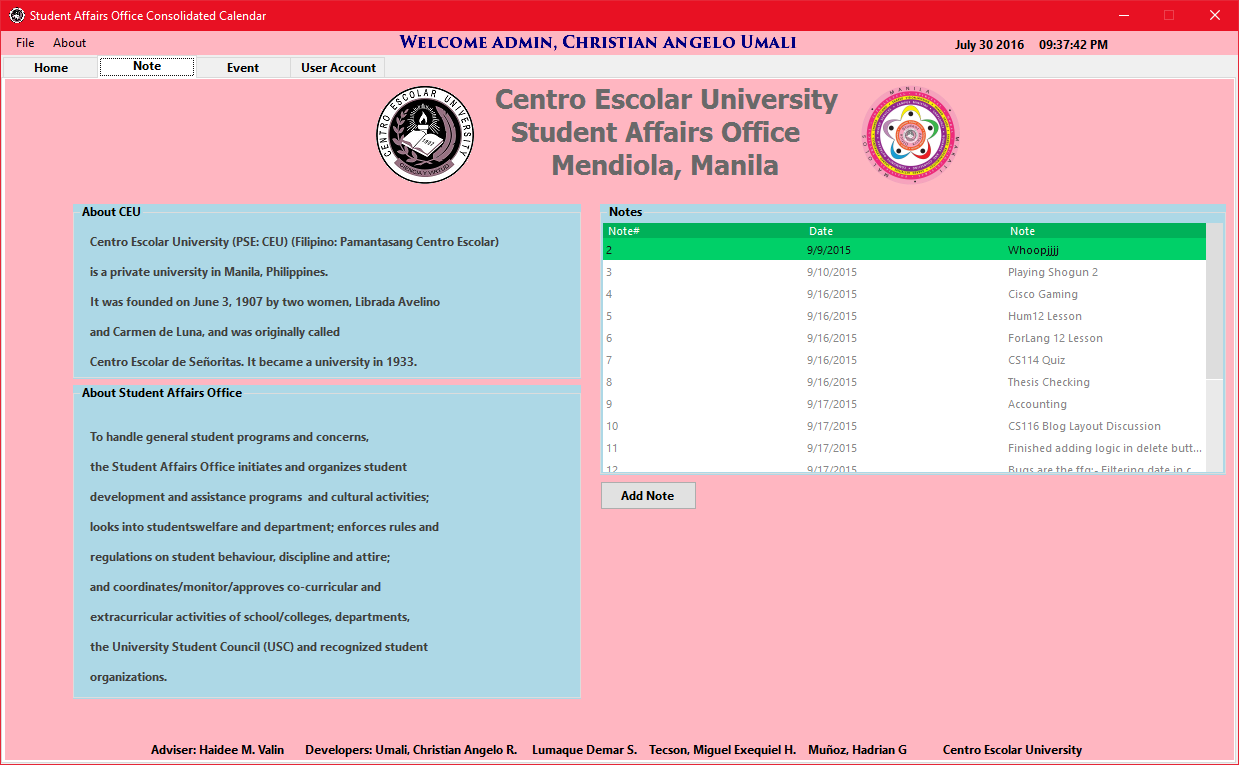 Student Affairs Office Consolidated Calendar
File About
Welcome admin, Christian angelo Umali
July 30 2016 09:37:42 PM
Home Note Event User Account
CENTRO ESCOLAR UNIVERSITY
1907
CIENCIA Y VIRTUD
Centro Escolar University
Student Affairs Office
Mendiola, Manila
MANILA
MAKATI
MALOLOS
About CEU
Centro Escolar University (PSE: CEU) (Filipino: Pamantasang Centro Escolar)
is a private university in Manila, Philippines.
It was founded on June 3, 1907 by two women, Librada Avelino
and Carmen de Luna, and was originally called
Centro Escolar de Señoritas. It became a university in 1933.
About Student Affairs Office
To handle general student programs and concerns,
the Student Affairs Office initiates and organizes student
development and assistance programs  and cultural activities;
looks into studentswelfare and department; enforces rules and
regulations on student behaviour, discipline and attire;
and coordinates/monitor/approves co-curricular and
extracurricular activities of school/colleges, departments,
the University Student Council (USC) and recognized student
organizations.
Notes
Note# Date Note
2 9/9/2015 Whoopjjjj
3 9/10/2015 Playing Shogun 2
4 9/16/2015 Cisco Gaming
5 9/16/2015 Hum12 Lesson
6 9/16/2015 ForLang 12 Lesson
7 9/16/2015 CS114 Quiz
8 9/16/2015 Thesis Checking
9 9/17/2015 Accounting
10 9/17/2015 CS116 Blog Layout Discussion
11 9/17/2015 Finished adding logic in delete butt...
12 9/17/2015 Bugs are the ffg:- Filtering date in c...
Add Note
Adviser: Haidee M. Valin Developers: Umali, Christian Angelo R. Lumaque Demar S. Tecson, Miguel Exequiel H. Muñoz, Hadrian G Centro Escolar University